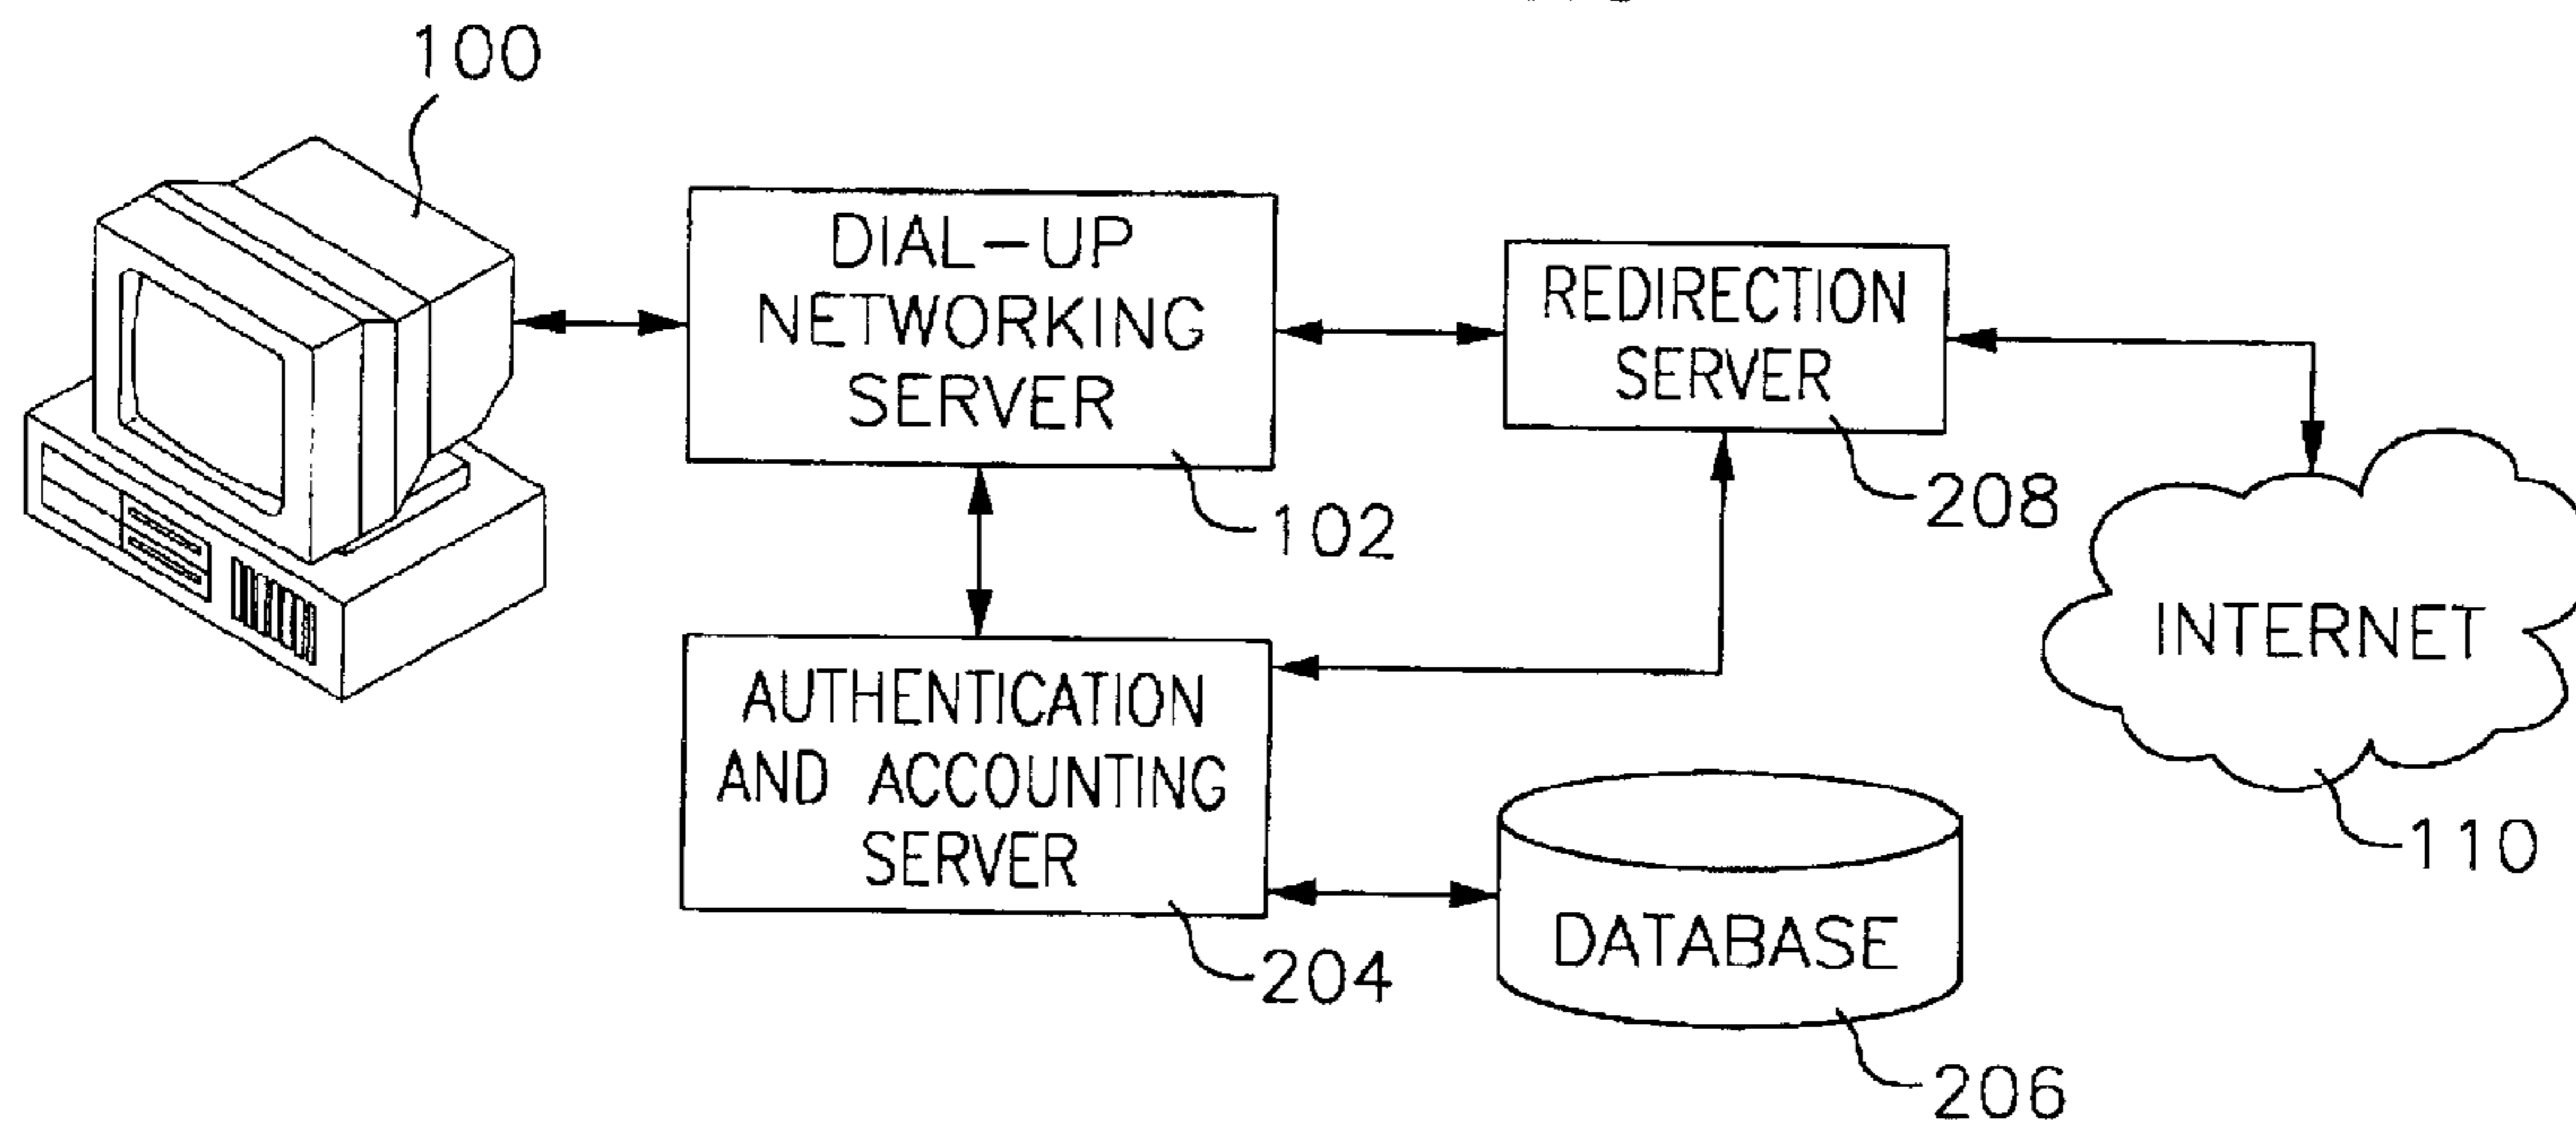 100
DIAL-UP
NETWORKING
SERVER
102
REDIRECTION
SERVER
208
INTERNET
110
AUTHENTICATION
AND ACCOUNTING
SERVER
204
DATABASE
206